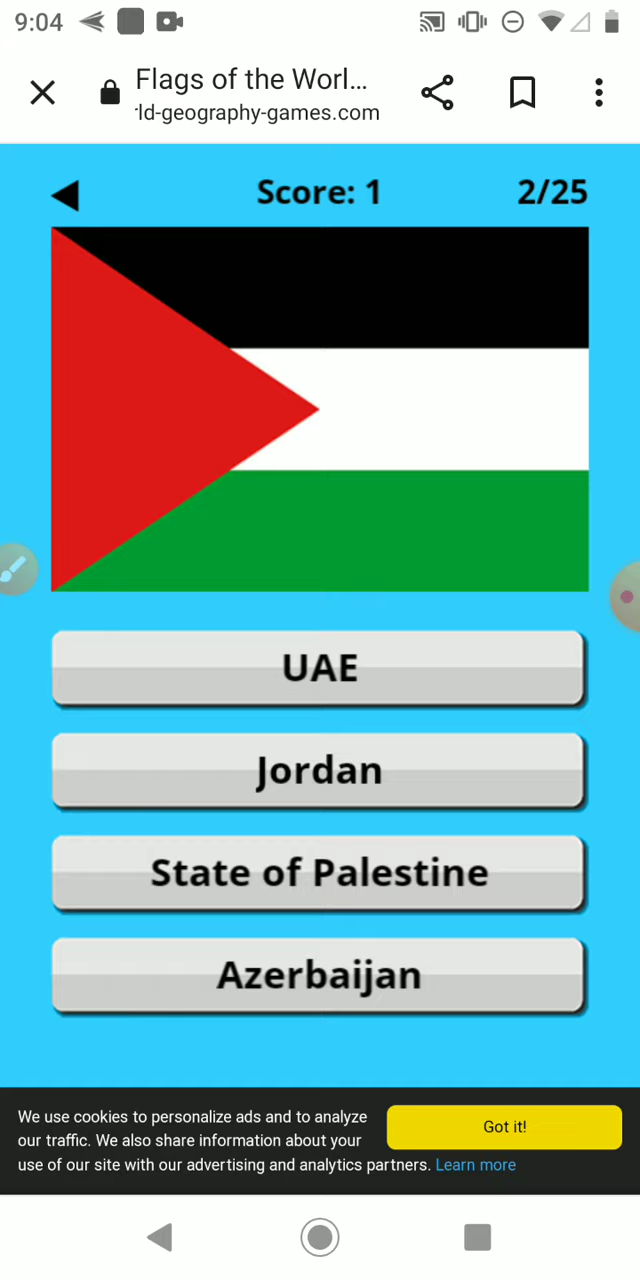 9:04
Flags of the Worl...
rld-geography-games.com
Score: 1
2/25
UAE
Jordan
State of Palestine
Azerbaijan
We use cookies to personalize ads and to analyze
our traffic. We also share information about your
use of our site with our advertising and analytics partners. Learn more
Got it!